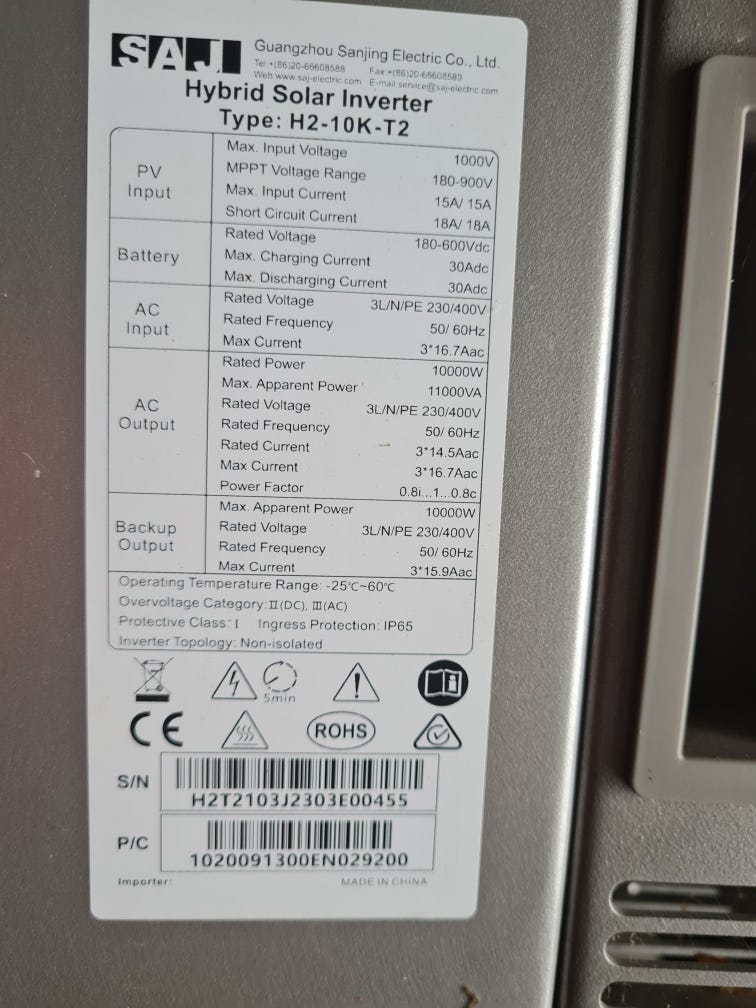 SAJ
Guangzhou Sanjing Electric Co., Ltd.
Tel:+(86)20-66608588 Fax:+(86)20-66608589
Web:www.saj-electric.com E-mail:service@saj-electric.com
Hybrid Solar Inverter
Type: H2-10K-T2
PV Input
Max. Input Voltage 1000V
MPPT Voltage Range 180-900V
Max. Input Current 15A/ 15A
Short Circuit Current 18A/ 18A
Battery
Rated Voltage 180-600Vdc
Max. Charging Current 30Adc
Max. Discharging Current 30Adc
AC Input
Rated Voltage 3L/N/PE 230/400V
Rated Frequency 50/ 60Hz
Max Current 3*16.7Aac
AC Output
Rated Power 10000W
Max. Apparent Power 11000VA
Rated Voltage 3L/N/PE 230/400V
Rated Frequency 50/ 60Hz
Rated Current 3*14.5Aac
Max Current 3*16.7Aac
Power Factor 0.8i...1...0.8c
Backup Output
Max. Apparent Power 10000W
Rated Voltage 3L/N/PE 230/400V
Rated Frequency 50/ 60Hz
Max Current 3*15.9Aac
Operating Temperature Range: -25℃~60℃
Overvoltage Category:Ⅱ(DC), Ⅲ(AC)
Protective Class:Ⅰ Ingress Protection: IP65
Inverter Topology: Non-isolated
5min
CE
ROHS
S/N
H2T2103J2303E00455
P/C
1020091300EN029200
Importer: MADE IN CHINA